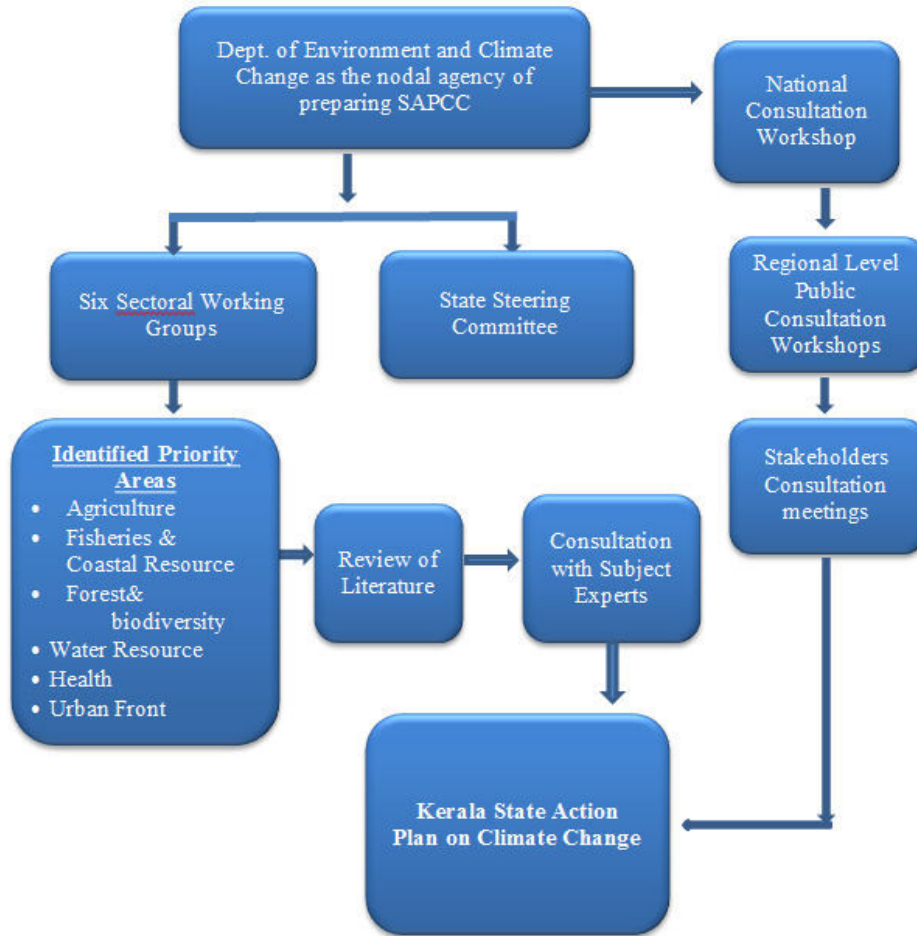 Dept. of Environment and Climate
Change as the nodal agency of
preparing SAPCC
National
Consultation
Workshop
Six Sectoral Working
Groups
State Steering
Committee
Regional Level
Public
Consultation
Workshops
Identified Priority
Areas
• Agriculture
• Fisheries &
Coastal Resource
• Forest&
biodiversity
• Water Resource
• Health
• Urban Front
Review of
Literature
Consultation
with Subject
Experts
Stakeholders
Consultation
meetings
Kerala State Action
Plan on Climate Change